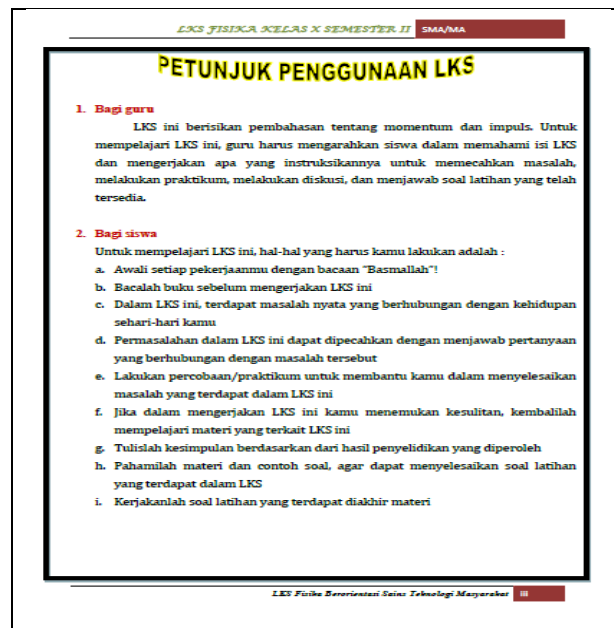 LKS FISIKA KELAS X SEMESTER II SMA/MA
PETUNJUK PENGGUNAAN LKS
1. Bagi guru
LKS ini berisikan pembahasan tentang momentum dan impuls. Untuk
mempelajari LKS ini, guru harus mengarahkan siswa dalam memahami isi LKS
dan mengerjakan apa yang instruksikannya untuk memecahkan masalah,
melakukan praktikum, melakukan diskusi, dan menjawab soal latihan yang telah
tersedia.
2. Bagi siswa
Untuk mempelajari LKS ini, hal-hal yang harus kamu lakukan adalah :
a. Awali setiap pekerjaanmu dengan bacaan "Basmallah"!
b. Bacalah buku sebelum mengerjakan LKS ini
c. Dalam LKS ini, terdapat masalah nyata yang berhubungan dengan kehidupan
sehari-hari kamu
d. Permasalahan dalam LKS ini dapat dipecahkan dengan menjawab pertanyaan
yang berhubungan dengan masalah tersebut
e. Lakukan percobaan/praktikum untuk membantu kamu dalam menyelesaikan
masalah yang terdapat dalam LKS ini
f. Jika dalam mengerjakan LKS ini kamu menemukan kesulitan, kembalilah
mempelajari materi yang terkait LKS ini
g. Tulislah kesimpulan berdasarkan dari hasil penyelidikan yang diperoleh
h. Pahamilah materi dan contoh soal, agar dapat menyelesaikan soal latihan
yang terdapat dalam LKS
i. Kerjakanlah soal latihan yang terdapat diakhir materi
LKS Fisika Berorientasi Sains Teknologi Masyarakat iii